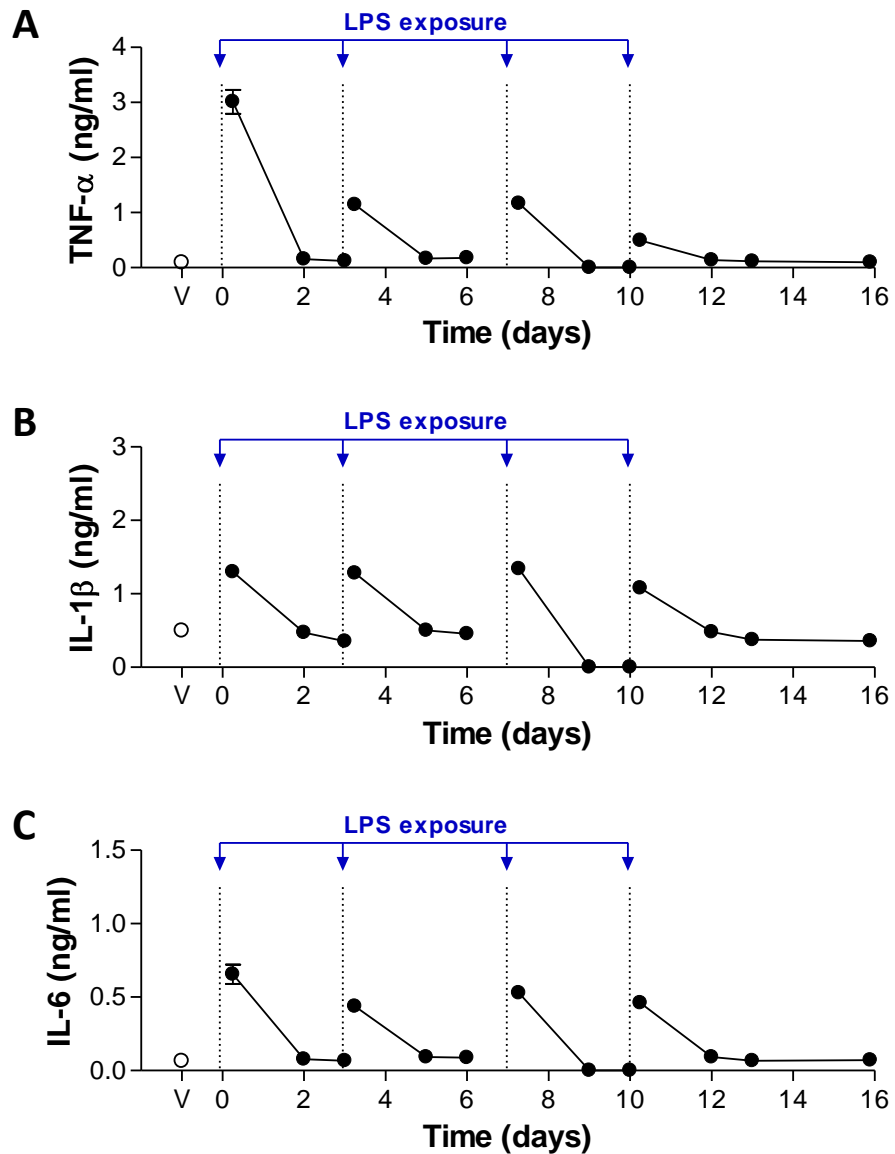 A
LPS exposure
TNF-α (ng/ml)
4
3
2
1
0
V 0 2 4 6 8 10 12 14 16
Time (days)
B
LPS exposure
IL-1β (ng/ml)
3
2
1
0
V 0 2 4 6 8 10 12 14 16
Time (days)
C
LPS exposure
IL-6 (ng/ml)
1.5
1.0
0.5
0.0
V 0 2 4 6 8 10 12 14 16
Time (days)